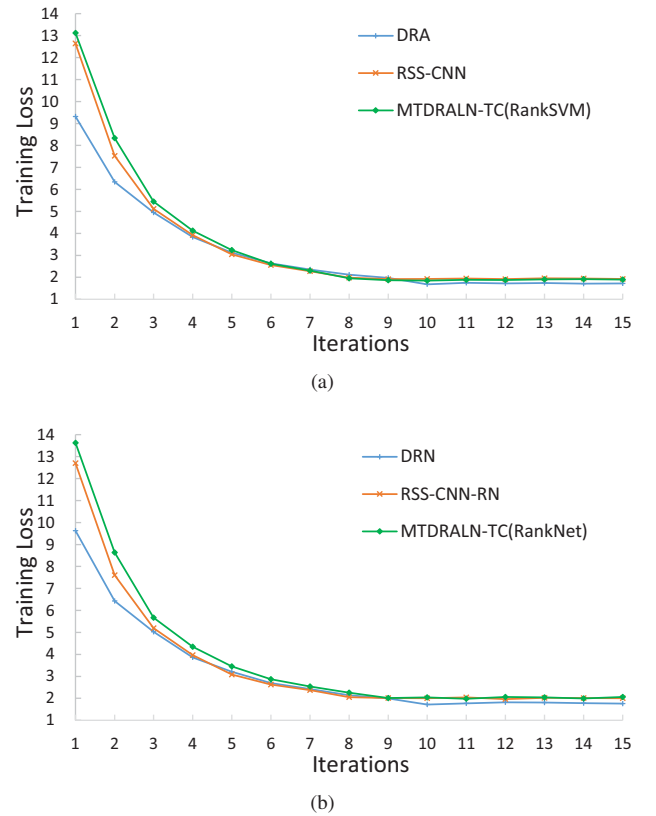 14
13
12
11
10
9
8
7
6
5
4
3
2
1
Training Loss
DRA
RSS-CNN
MTDRALN-TC(RankSVM)
1 2 3 4 5 6 7 8 9 10 11 12 13 14 15
Iterations
(a)
14
13
12
11
10
9
8
7
6
5
4
3
2
1
Training Loss
DRN
RSS-CNN-RN
MTDRALN-TC(RankNet)
1 2 3 4 5 6 7 8 9 10 11 12 13 14 15
Iterations
(b)